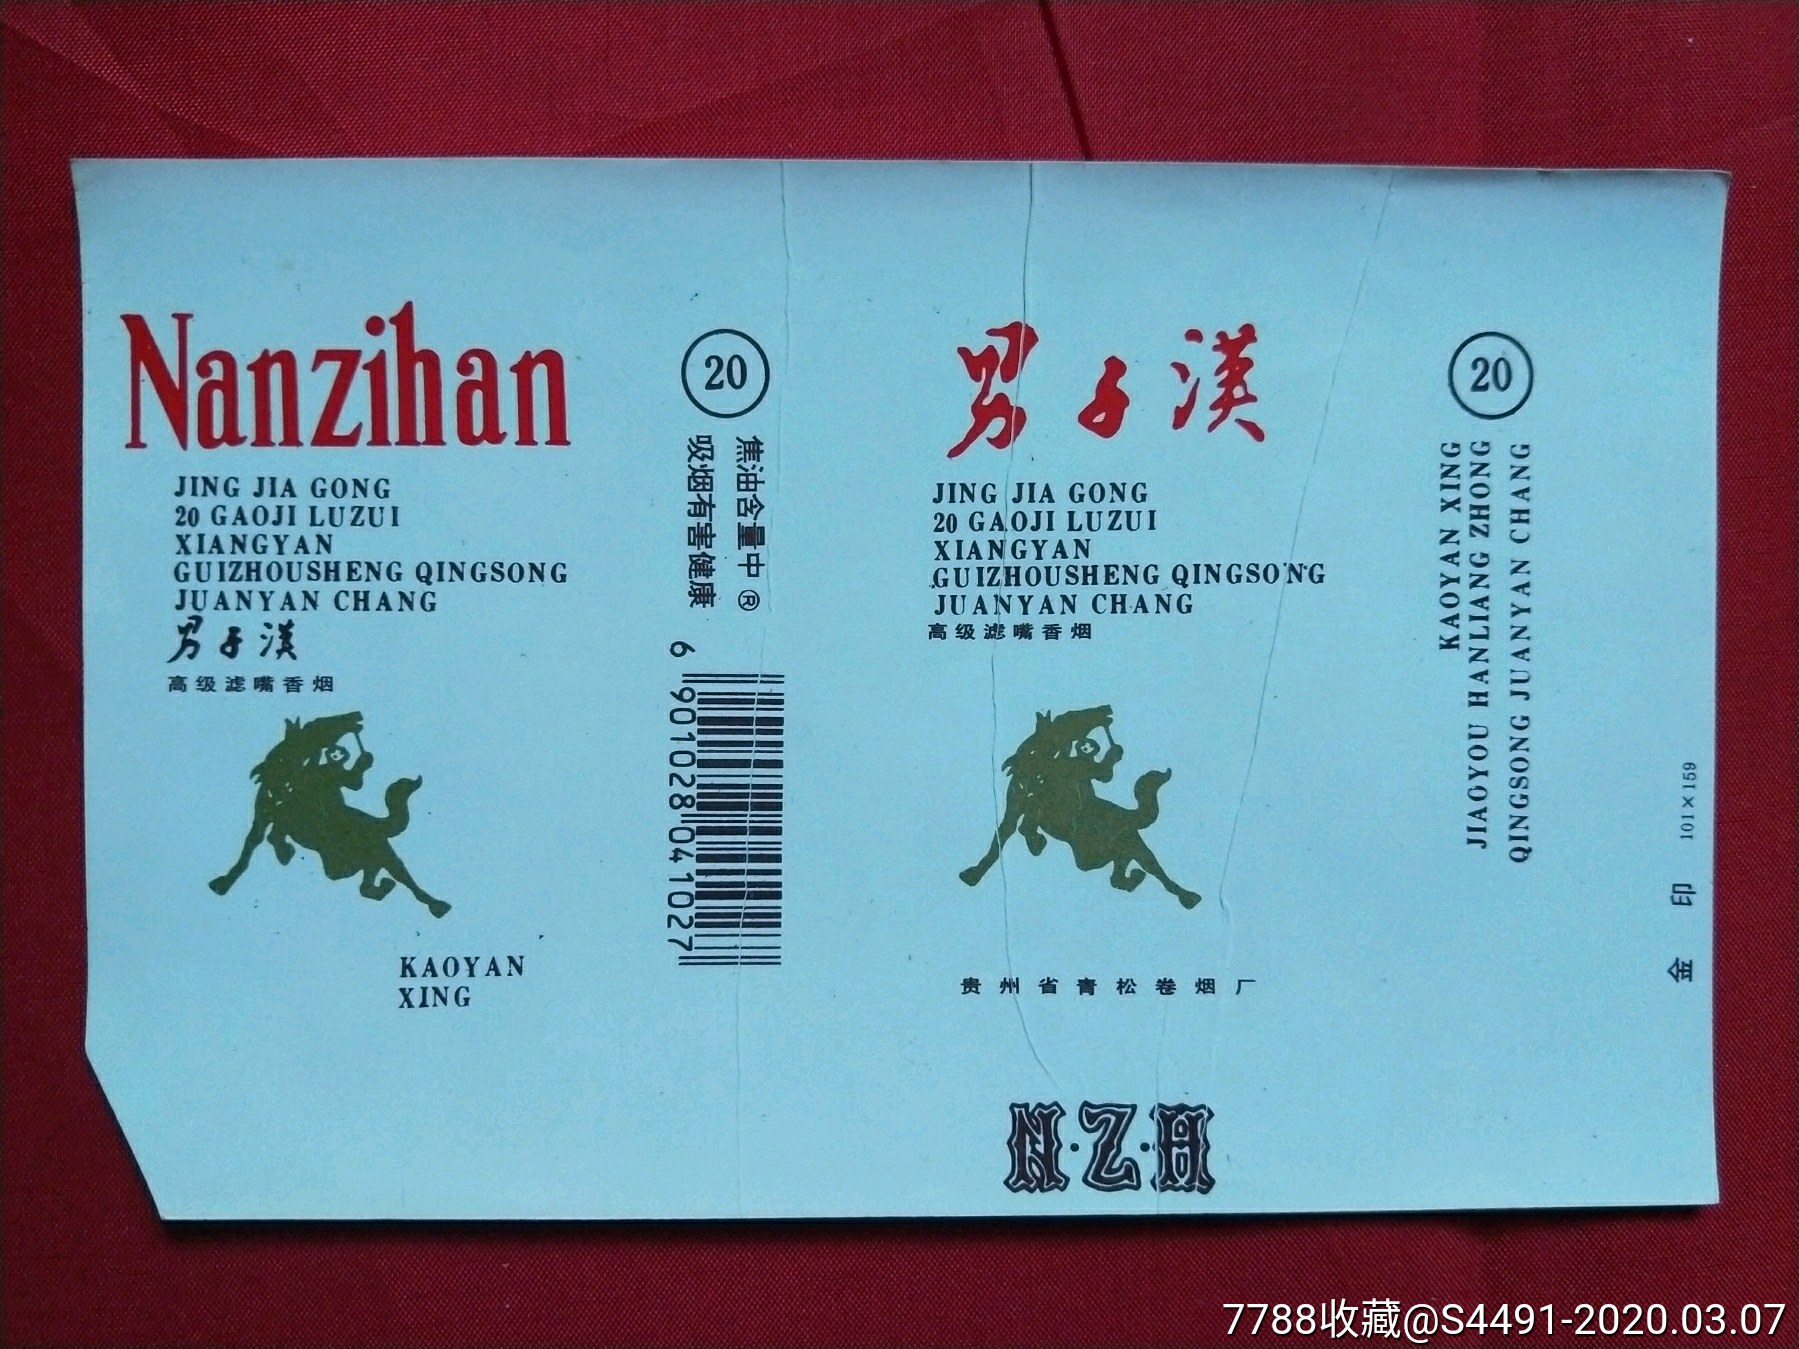 Nanzihan
JING JIA GONG
20 GAOJI LUZUI
XIANGYAN
GUIZHOUSHENG QINGSONG
JUANYAN CHANG
男子漢
高级滤嘴香烟
KAOYAN
XING
20
焦油含量中 ®
吸烟有害健康
6 901028 041027
男子漢
JING JIA GONG
20 GAOJI LUZUI
XIANGYAN
GUIZHOUSHENG QINGSONG
JUANYAN CHANG
高级滤嘴香烟
贵州省青松卷烟厂
N·Z·H
20
KAOYAN XING
JIAOYOU HANLIANG ZHONG
QINGSONG JUANYAN CHANG
金印 101×159
7788收藏@S4491-2020.03.07